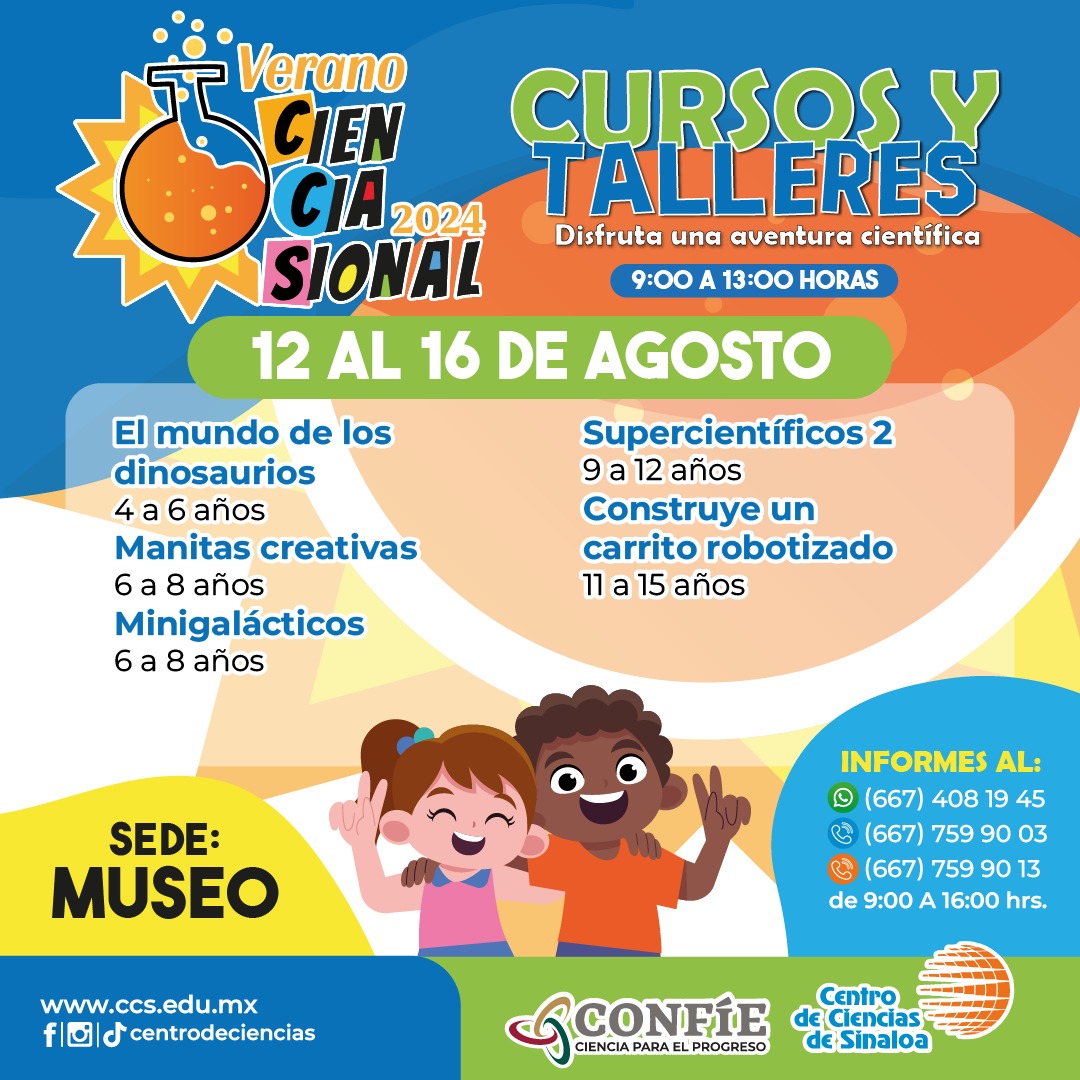 Verano
CIEN
CIA
SIONAL
2024
CURSOS Y
TALLERES
Disfruta una aventura científica
9:00 A 13:00 HORAS
12 AL 16 DE AGOSTO
El mundo de los
dinosaurios
4 a 6 años
Manitas creativas
6 a 8 años
Minigalácticos
6 a 8 años
Supercientíficos 2
9 a 12 años
Construye un
carrito robotizado
11 a 15 años
SEDE:
MUSEO
INFORMES AL:
(667) 408 19 45
(667) 759 90 03
(667) 759 90 13
de 9:00 A 16:00 hrs.
www.ccs.edu.mx
centrodeciencias
CONFÍE
CIENCIA PARA EL PROGRESO
Centro
de Ciencias
de Sinaloa